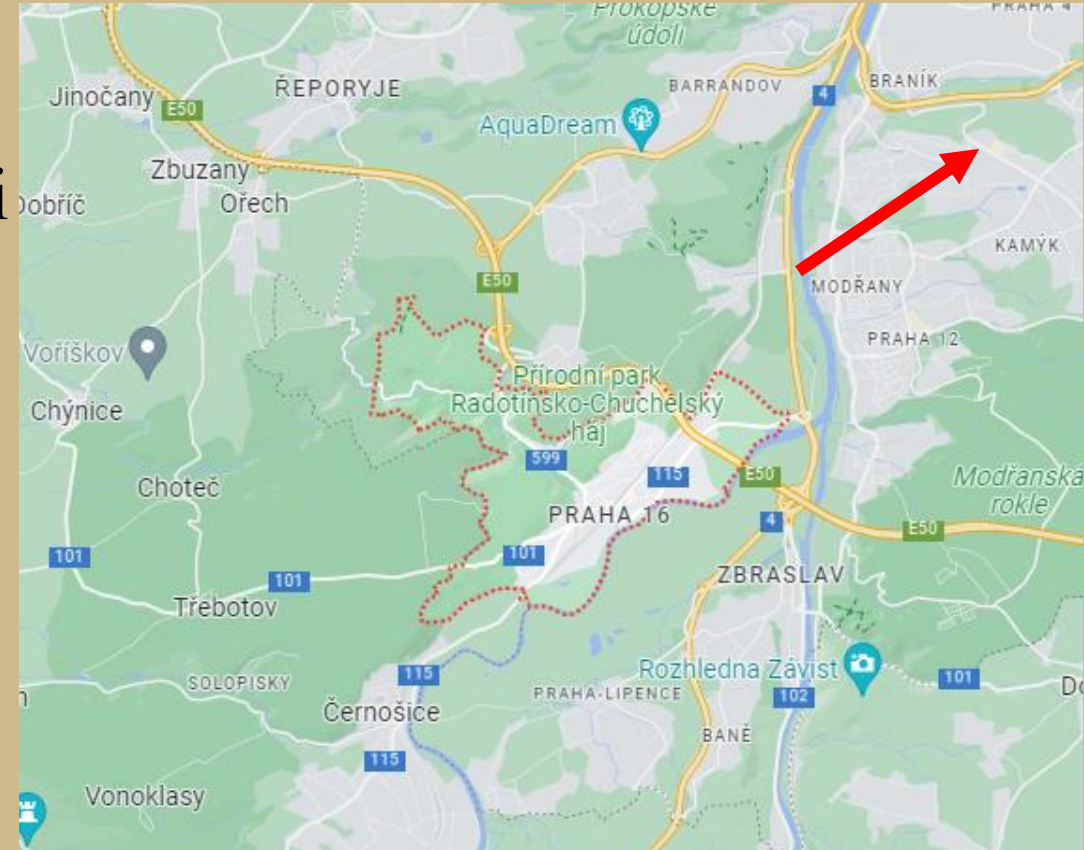 Prokopské
údolí
PRAHA 4
BARRANDOV
BRANÍK
4
ŘEPORYJE
Jinočany
E50
AquaDream
Zbuzany
i
Dobříč
Ořech
KAMÝK
E50
MODŘANY
PRAHA 12
Voříškov
Přírodní park
Radotínsko-Chuchelský
háj
Chýnice
599
115
E50
Modřanská
rokle
Choteč
PRAHA 16
4
E50
101
101
101
ZBRASLAV
Třebotov
Rozhledna Závist
115
SOLOPISKY
PRAHA-LIPENCE
102
101
Do
Černošice
BANĚ
115
Vonoklasy